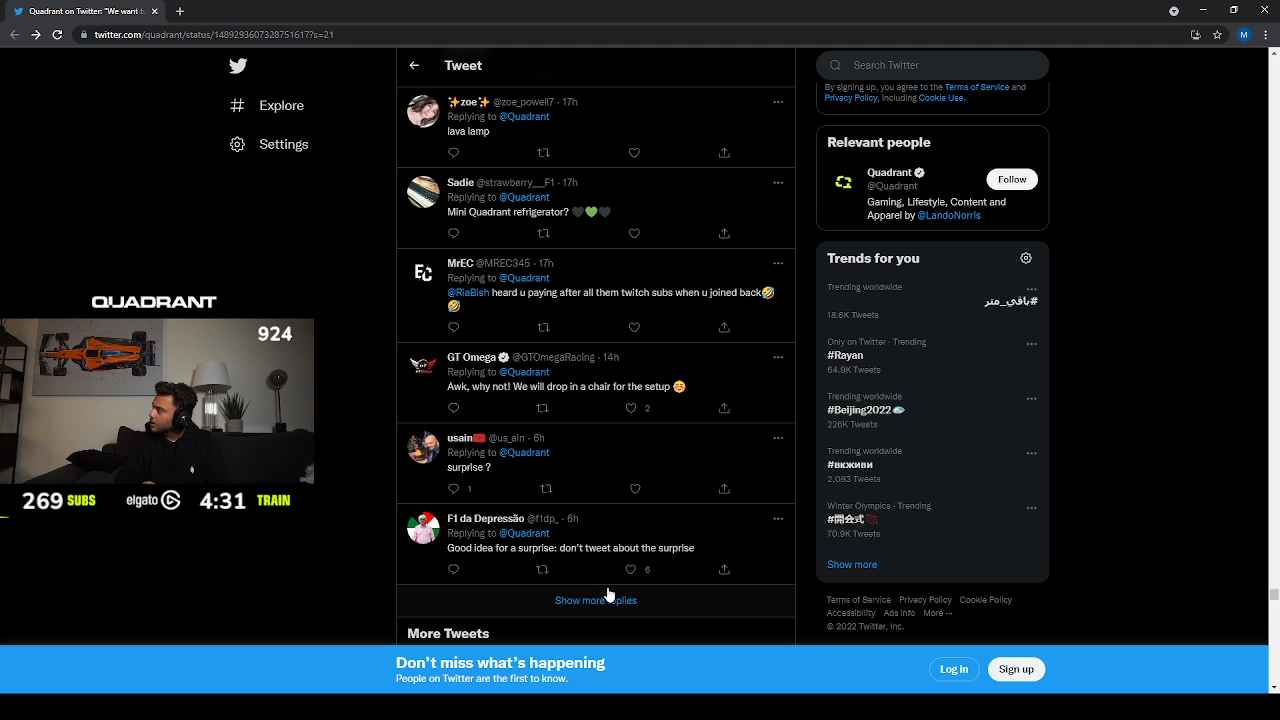 Quadrant on Twitter: "We want to
twitter.com/quadrant/status/1489293607328751617?s=21
M
Explore
Settings
Tweet
✨zoe✨ @zoe_powell7 · 17h
Replying to @Quadrant
lava lamp
Sadie @strawberry___F1 · 17h
Replying to @Quadrant
Mini Quadrant refrigerator? 🖤💚🖤
MrEC @MREC345 · 17h
Replying to @Quadrant
@RiaBish heard u paying after all them twitch subs when u joined back🤣
🤣
GT Omega @GTOmegaRacing · 14h
Replying to @Quadrant
Awk, why not! We will drop in a chair for the setup ☺️
2
usain🟥 @us_ain · 6h
Replying to @Quadrant
surprise ?
1
F1 da Depressão @f1dp_ · 6h
Replying to @Quadrant
Good idea for a surprise: don't tweet about the surprise
6
Show more replies
More Tweets
Search Twitter
By signing up, you agree to the Terms of Service and
Privacy Policy, including Cookie Use.
Relevant people
Quadrant
@Quadrant
Follow
Gaming, Lifestyle, Content and
Apparel by @LandoNorris
Trends for you
Trending worldwide
#باقي_متر
18.6K Tweets
Only on Twitter · Trending
#Rayan
64.9K Tweets
Trending worldwide
#Beijing2022
226K Tweets
Trending worldwide
#вкживи
2,083 Tweets
Winter Olympics · Trending
#開会式
70.9K Tweets
Show more
Terms of Service Privacy Policy Cookie Policy
Accessibility Ads info More ···
© 2022 Twitter, Inc.
QUADRANT
924
269 SUBS elgato 4:31 TRAIN
Don't miss what's happening
People on Twitter are the first to know.
Log in
Sign up